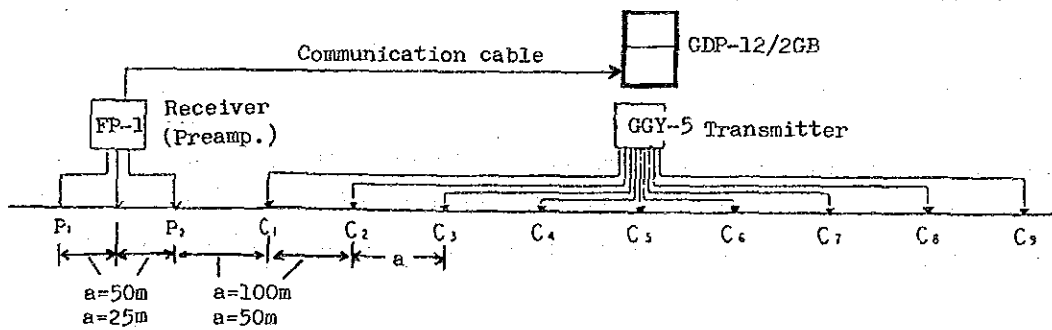 Communication cable
GDP-12/2GB
FP-1
Receiver
(Preamp.)
GGY-5
Transmitter
P₁ P₂ C₁ C₂ C₃ C₄ C₅ C₆ C₇ C₈ C₉
a
a=50m a=100m
a=25m a=50m